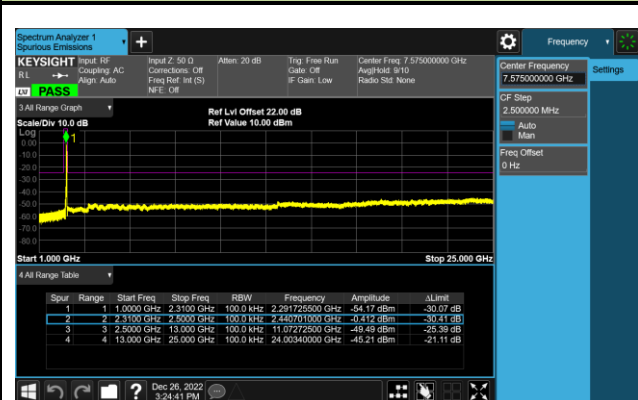 Spectrum Analyzer 1
Spurious Emissions
+
Frequency
KEYSIGHT
Input: RF
Input Z: 50 Ω
Atten: 20 dB
Trig: Free Run
Center Freq: 7.575000000 GHz
RL
Coupling: AC
Corrections: Off
Gate: Off
Avg|Hold: 9/10
Align: Auto
Freq Ref: Int (S)
IF Gain: Low
Radio Std: None
NFE: Off
LXI
PASS
Center Frequency
7.575000000 GHz
Settings
CF Step
2.500000 MHz
Auto
Man
Freq Offset
0 Hz
3 All Range Graph
Ref Lvl Offset 22.00 dB
Scale/Div 10.0 dB
Ref Value 10.00 dBm
Log
1
0.00
-10.0
-20.0
-30.0
-40.0
-50.0
-60.0
-70.0
-80.0
Start 1.000 GHz
Stop 25.000 GHz
4 All Range Table
Spur Range Start Freq Stop Freq RBW Frequency Amplitude ΔLimit
1 1 1.0000 GHz 2.3100 GHz 100.0 kHz 2.291725500 GHz -54.17 dBm -30.07 dB
2 2 2.3100 GHz 2.5000 GHz 100.0 kHz 2.440701000 GHz -0.412 dBm -30.41 dB
3 3 2.5000 GHz 13.000 GHz 100.0 kHz 11.07272500 GHz -49.49 dBm -25.39 dB
4 4 13.000 GHz 25.000 GHz 100.0 kHz 24.00340000 GHz -45.21 dBm -21.11 dB
?
Dec 26, 2022
3:24:41 PM